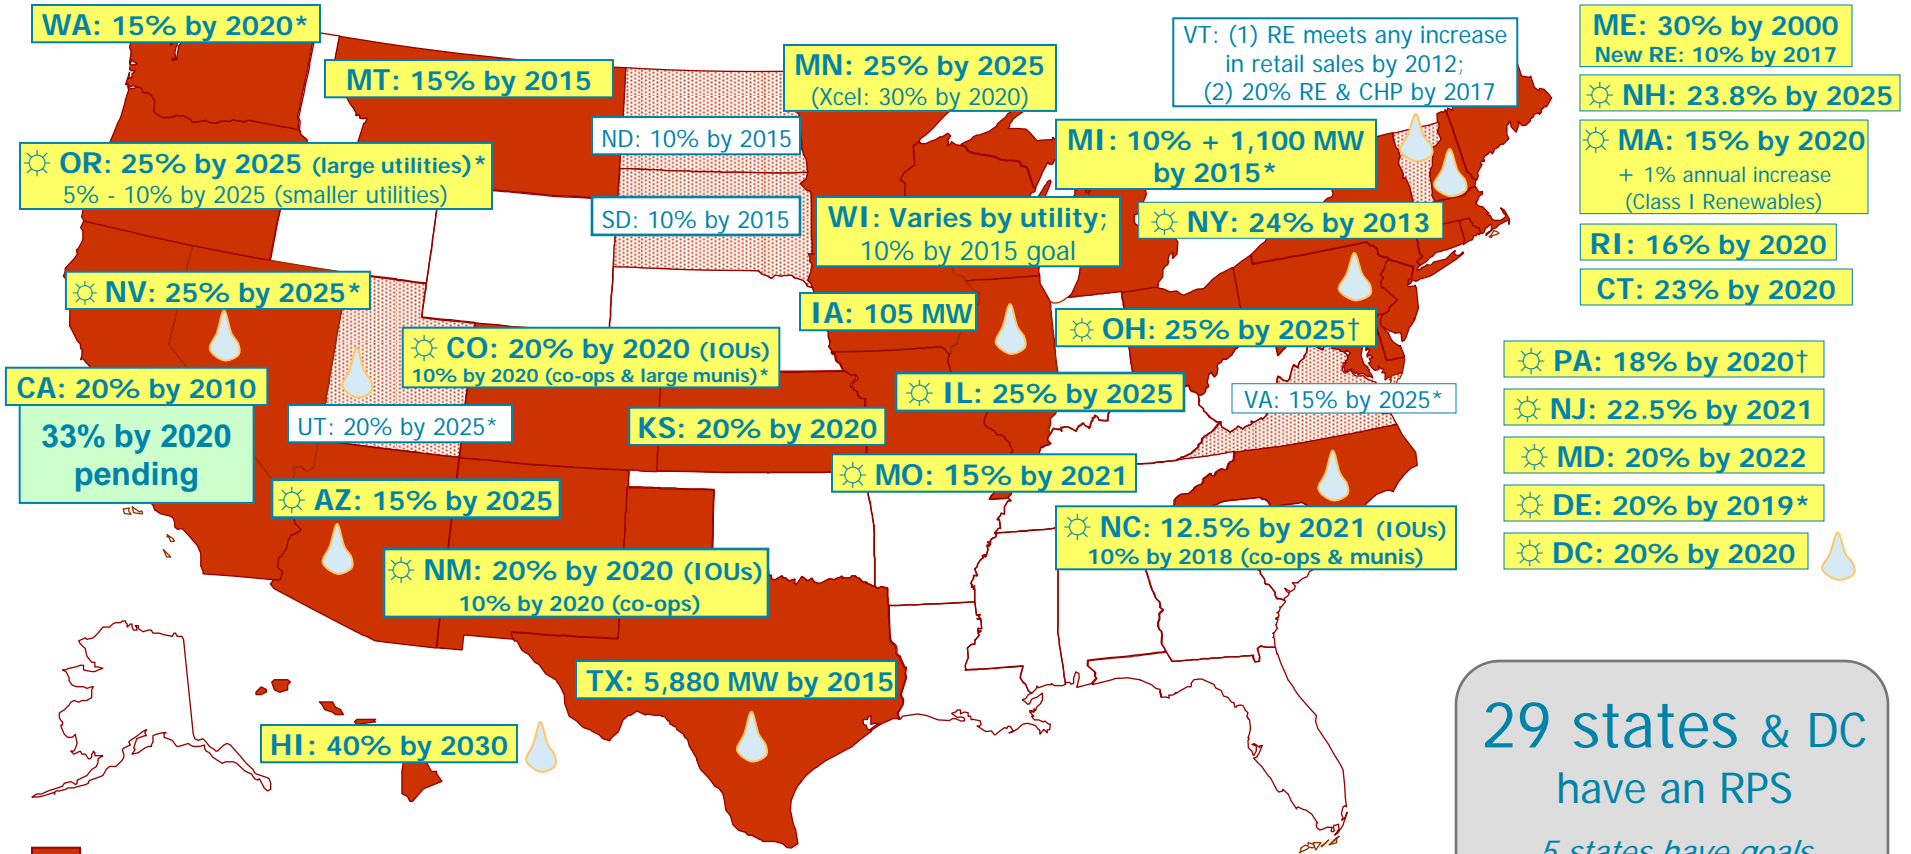 WA: 15% by 2020*
MT: 15% by 2015
MN: 25% by 2025
(Xcel: 30% by 2020)
VT: (1) RE meets any increase
in retail sales by 2012;
(2) 20% RE & CHP by 2017
ME: 30% by 2000
New RE: 10% by 2017
☼ NH: 23.8% by 2025
ND: 10% by 2015
MI: 10% + 1,100 MW
by 2015*
☼ MA: 15% by 2020
+ 1% annual increase
(Class I Renewables)
☼ OR: 25% by 2025 (large utilities)*
5% - 10% by 2025 (smaller utilities)
SD: 10% by 2015
WI: Varies by utility;
10% by 2015 goal
☼ NY: 24% by 2013
RI: 16% by 2020
CT: 23% by 2020
☼ NV: 25% by 2025*
IA: 105 MW
☼ OH: 25% by 2025†
☼ CO: 20% by 2020 (IOUs)
10% by 2020 (co-ops & large munis)*
☼ PA: 18% by 2020†
CA: 20% by 2010
33% by 2020
pending
☼ IL: 25% by 2025
VA: 15% by 2025*
☼ NJ: 22.5% by 2021
UT: 20% by 2025*
KS: 20% by 2020
☼ MD: 20% by 2022
☼ MO: 15% by 2021
☼ AZ: 15% by 2025
☼ DE: 20% by 2019*
☼ NC: 12.5% by 2021 (IOUs)
10% by 2018 (co-ops & munis)
☼ DC: 20% by 2020
☼ NM: 20% by 2020 (IOUs)
10% by 2020 (co-ops)
TX: 5,880 MW by 2015
HI: 40% by 2030
29 states & DC
have an RPS
5 states have goals